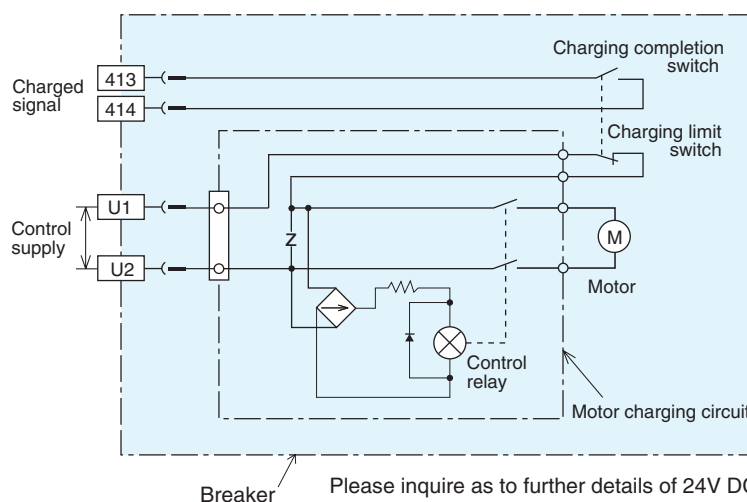 Charging completion
switch
413
Charged
signal
414
Charging limit
switch
U1
Control
supply
Z
M
U2
Motor
Control
relay
Motor charging circuit
Breaker
Please inquire as to further details of 24V DC